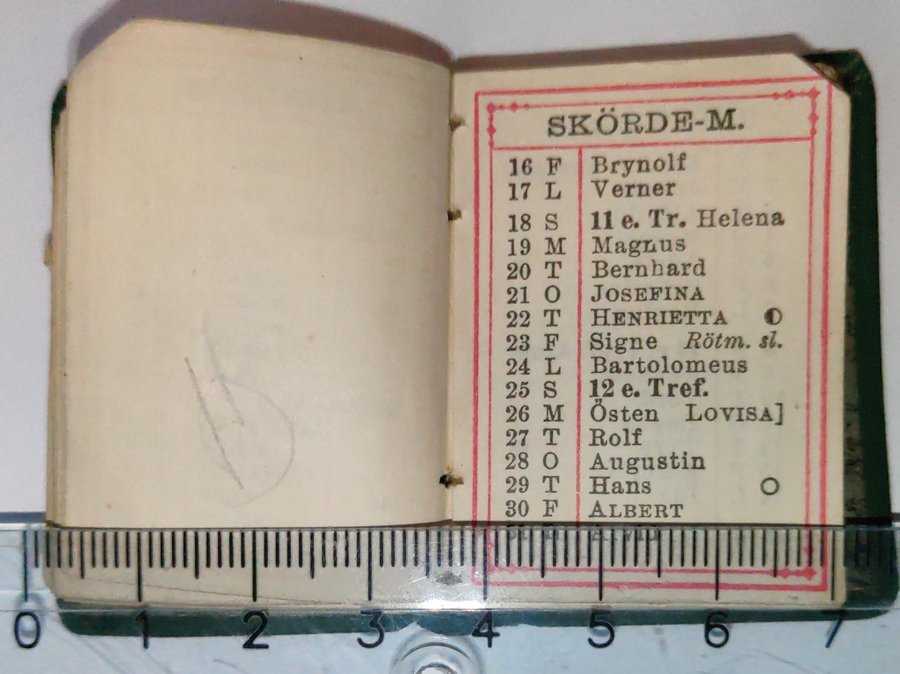 SKÖRDE-M.
16 F Brynolf
17 L Verner
18 S 11 e. Tr. Helena
19 M Magnus
20 T Bernhard
21 O JOSEFINA
22 T HENRIETTA
23 F Signe Rötm. sl.
24 L Bartolomeus
25 S 12 e. Tref.
26 M Östen LOVISA]
27 T Rolf
28 O Augustin
29 T Hans
30 F ALBERT
0 1 2 3 4 5 6 7